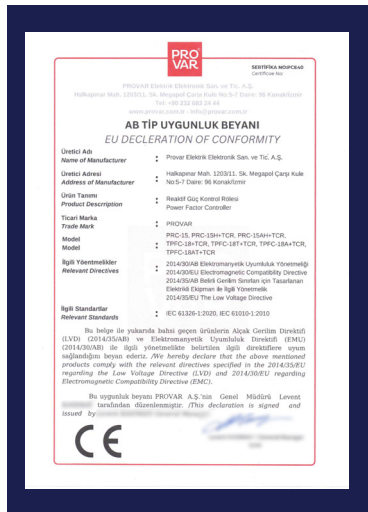 PRO
VAR
SERTİFİKA NO:PCE40
Certificate No:
PROVAR Elektrik Elektronik San. ve Tic. A.Ş.
Halkapınar Mah. 1203/11. Sk. Megapol Çarşı Kule No:5-7 Daire: 96 Konak/İzmir
Tel: +90 232 683 24 44
www.provar.com.tr - info@provar.com.tr
AB TİP UYGUNLUK BEYANI
EU DECLERATION OF CONFORMITY
Üretici Adı
Name of Manufacturer : Provar Elektrik Elektronik San. ve Tic. A.Ş.
Üretici Adresi
Address of Manufacturer : Halkapınar Mah. 1203/11. Sk. Megapol Çarşı Kule
No:5-7 Daire: 96 Konak/İzmir
Ürün Tanımı
Product Descrription : Reaktif Güç Kontrol Rölesi
Power Factor Controller
Ticari Marka
Trade Mark : PROVAR
Model
Model : PRC-15, PRC-15H+TCR, PRC-15AH+TCR,
TPFC-18+TCR, TPFC-18T+TCR, TPFC-18A+TCR,
TPFC-18AT+TCR
İlgili Yöentmelikler
Relevant Directives : 2014/30/AB Elektromanyetik Uyumluluk Yönetmeliği
2014/30/EU Electromagnetic Compatibility Directive
2014/35/AB Belirli Gerilim Sınırları için Tasarlanan
Elektrikli Ekipman ile İlgili Yönetmelik
2014/35/EU The Low Voltage Directive
İlgili Standartlar
Relevant Standards : IEC 61326-1:2020, IEC 61010-1:2010
Bu belge ile yukarıda bahsi geçen ürünlerin Alçak Gerilim Direktifi
(LVD) (2014/35/AB) ve Elektromanyetik Uyumluluk Direktifi (EMU)
(2014/30/AB) ile ilgili yönetmelikte belirtilen ilgili direktiflere uyum
sağlandığını beyan ederiz. /We hereby declare that the above mentioned
products comply with the relevant directives specified in the 2014/35/EU
regarding the Low Voltage Directive (LVD) and 2014/30/EU regarding
Electromagnetic Compatibility Directive (EMC).
Bu uygunluk beyanı PROVAR A.Ş.'nin Genel Müdürü Levent
tarafından düzenlenmiştir. /This declaration is signed and
issued by
CE